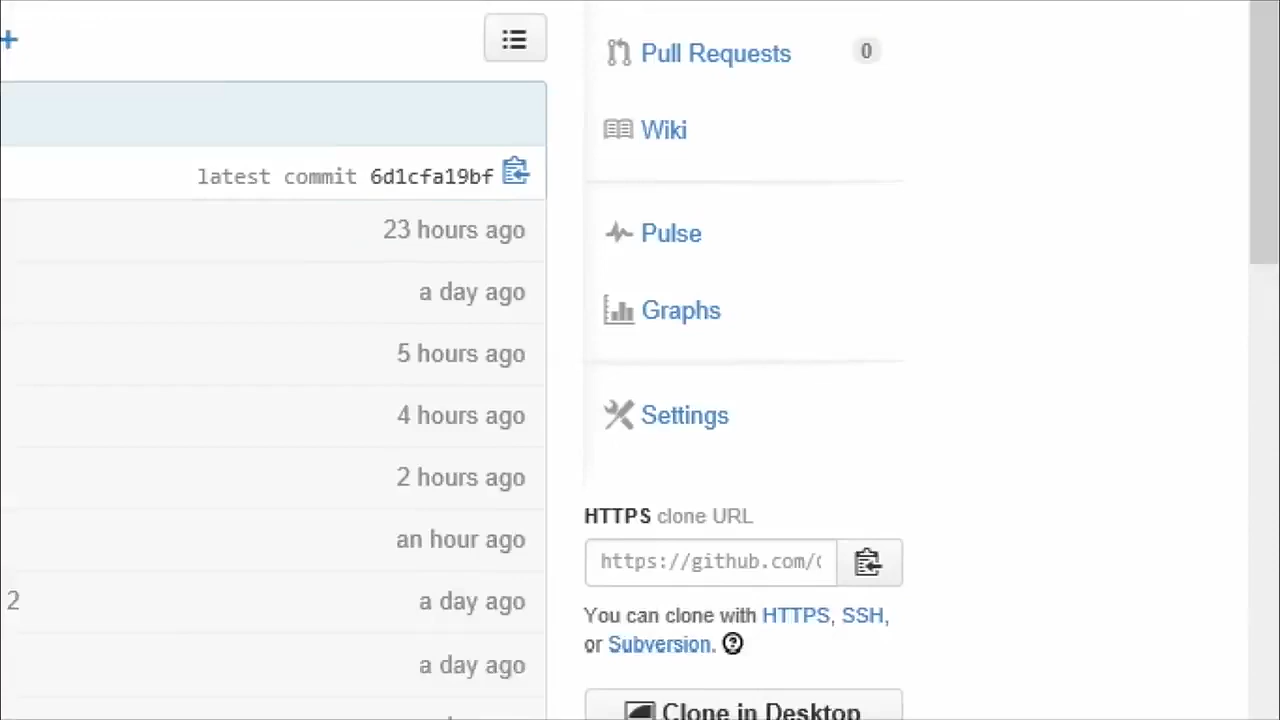 Pull Requests 0
Wiki
latest commit 6d1cfa19bf
23 hours ago
Pulse
a day ago
Graphs
5 hours ago
4 hours ago
Settings
2 hours ago
HTTPS clone URL
an hour ago
https://github.com/
2 a day ago
You can clone with HTTPS, SSH,
or Subversion.
a day ago
Clone in Desktop